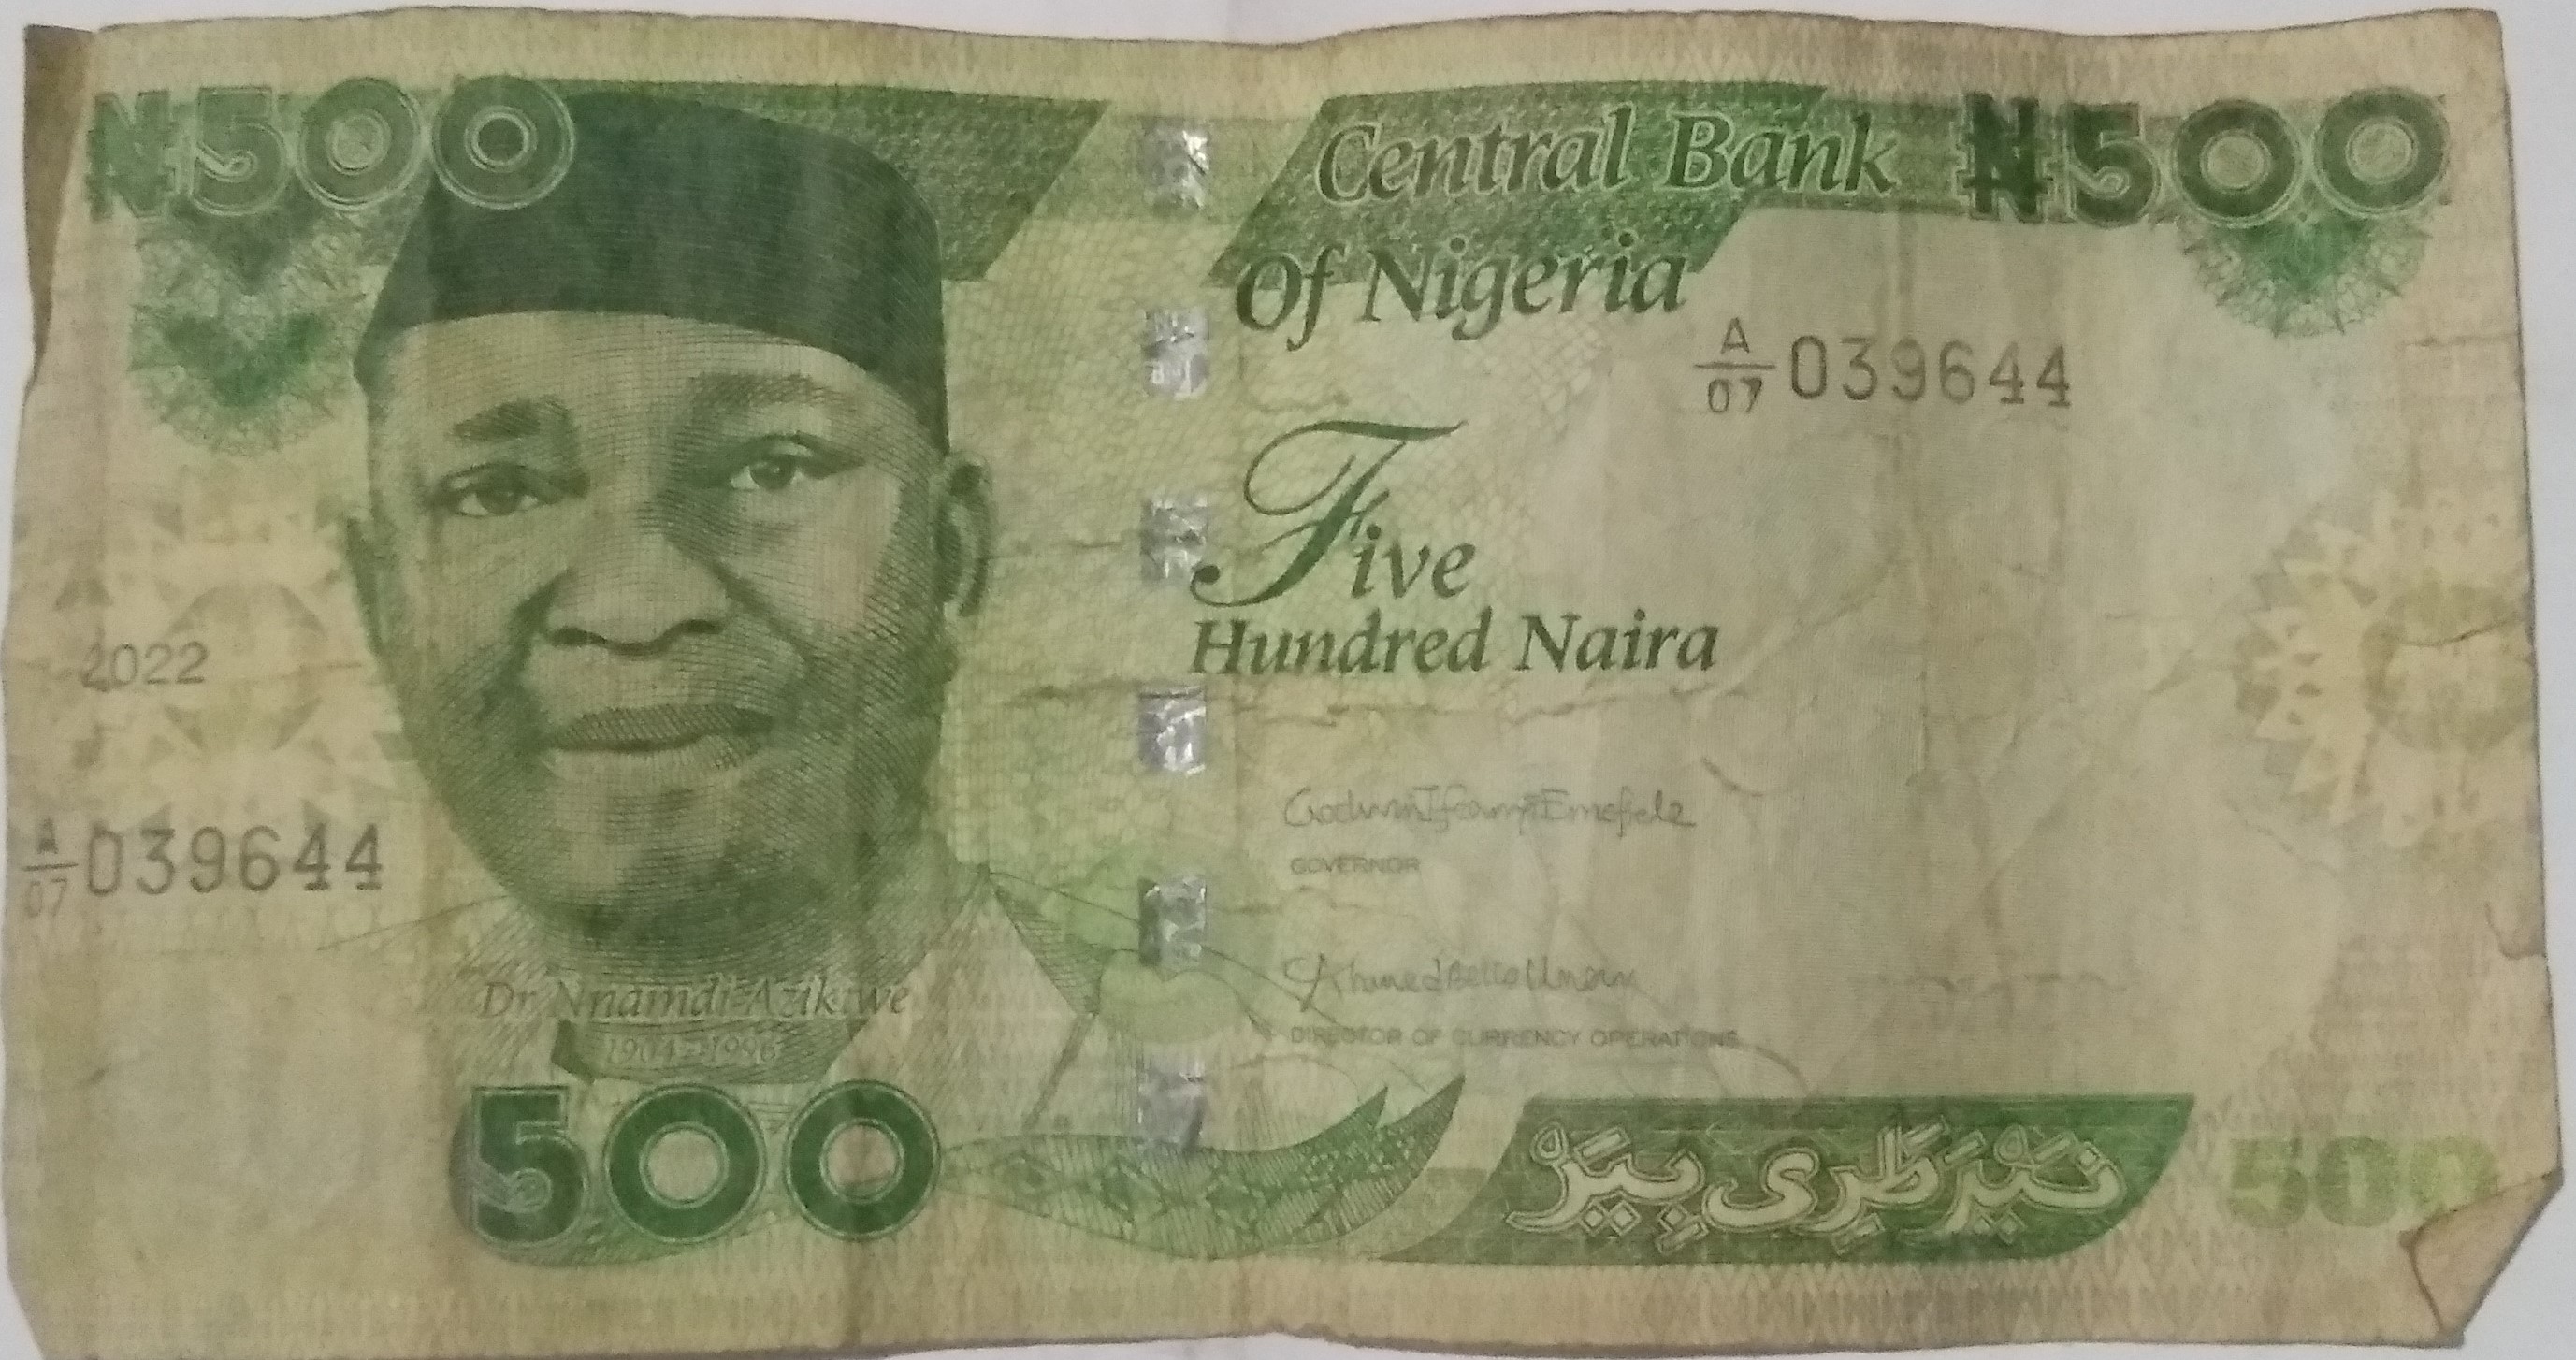 ₦500
Central Bank
Of Nigeria
₦500
A/07 039644
Five
Hundred Naira
2022
Godwin Ifeanyi Emefiele
GOVERNOR
A/07 039644
Ahmed Bello Umar
DIRECTOR OF CURRENCY OPERATIONS
Dr Nnamdi Azikiwe
1904-1996
500
نَيْرَ طَرِى بِيَرْ
500